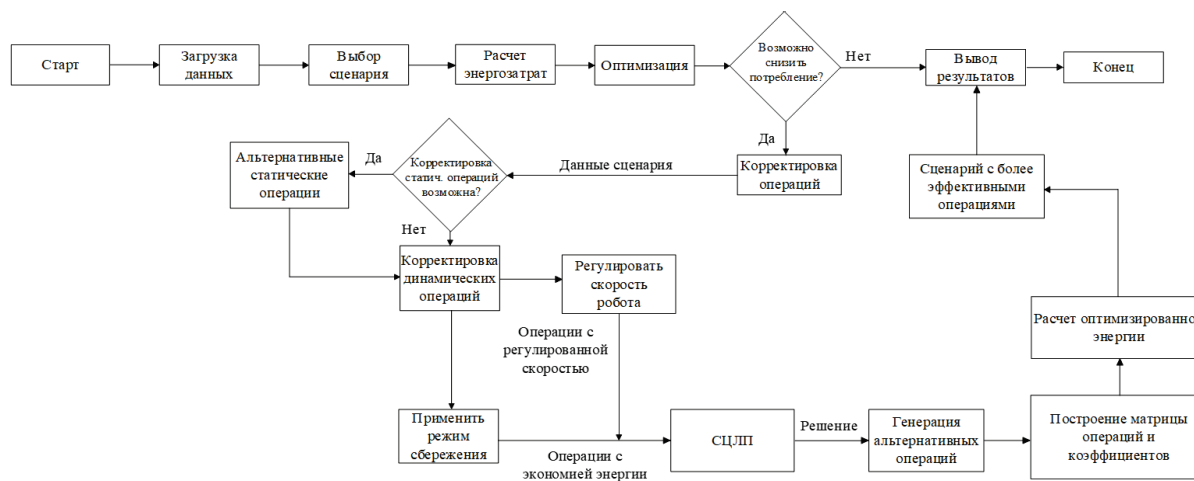 Старт
Загрузка
данных
Выбор
сценария
Расчет
энергозатрат
Оптимизация
Возможно
снизить
потребление?
Нет
Вывод
результатов
Конец
Да
Корректировка
операций
Данные сценария
Корректировка
статич. операций
возможна?
Да
Альтернативные
статические
операции
Нет
Корректировка
динамических
операций
Регулировать
скорость
робота
Операции с
регулированной
скоростью
Применить
режим
сбережения
Операции с
экономией энергии
СЦЛП
Решение
Генерация
альтернативных
операций
Построение матрицы
операций и
коэффициентов
Расчет оптимизированно
энергии
Сценарий с более
эффективными
операциями